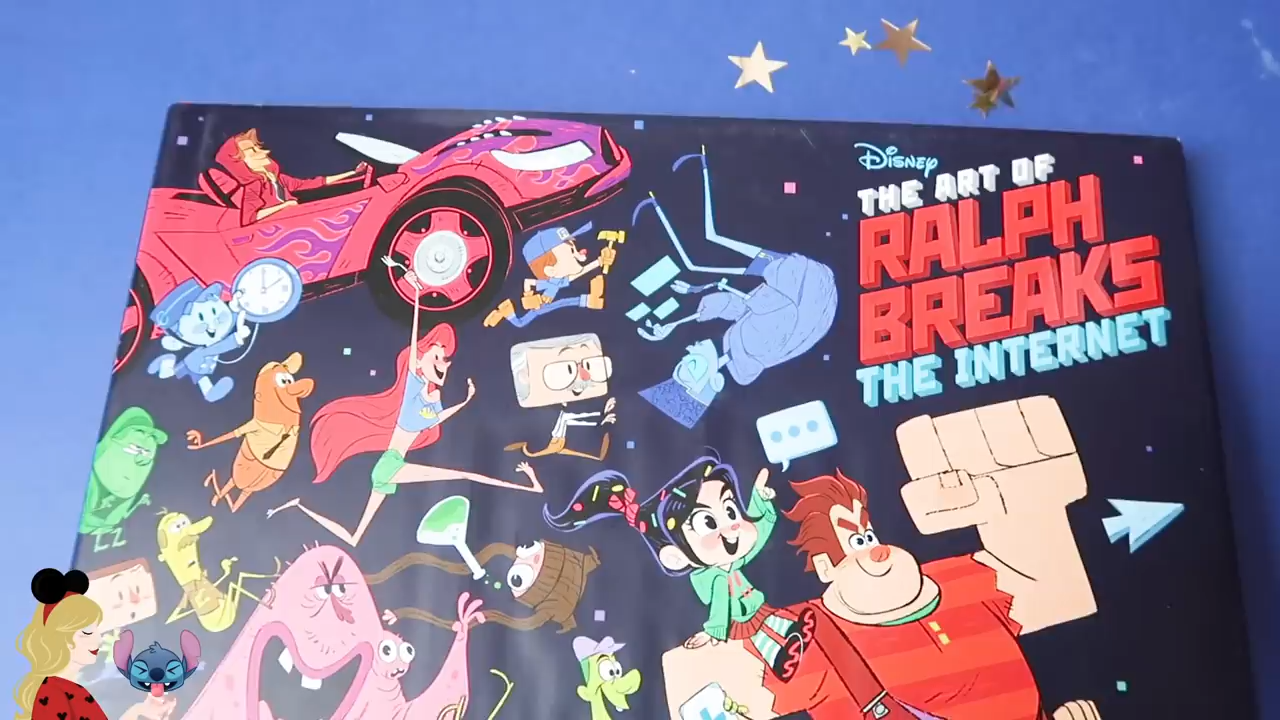 Disney
THE ART OF
RALPH
BREAKS
THE INTERNET